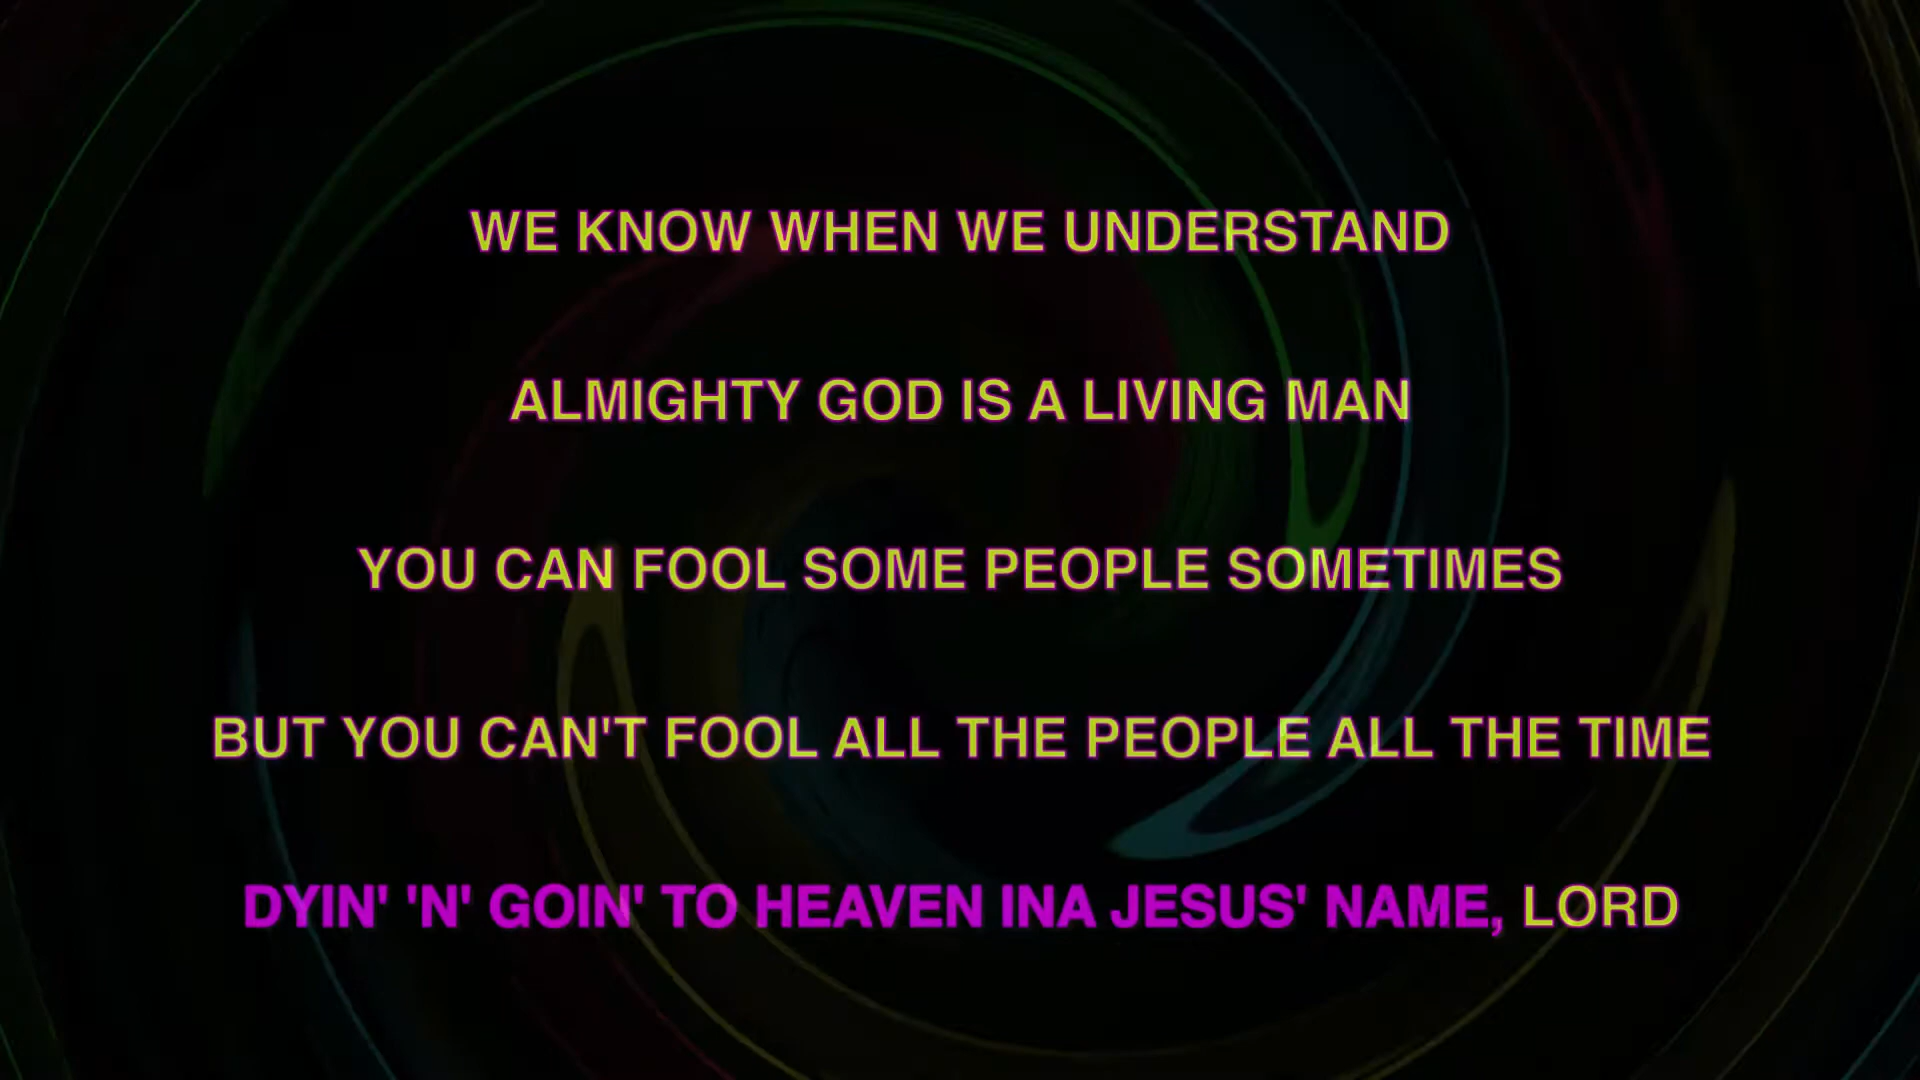 WE KNOW WHEN WE UNDERSTAND
ALMIGHTY GOD IS A LIVING MAN
YOU CAN FOOL SOME PEOPLE SOMETIMES
BUT YOU CAN'T FOOL ALL THE PEOPLE ALL THE TIME
DYIN' 'N' GOIN' TO HEAVEN INA JESUS' NAME, LORD